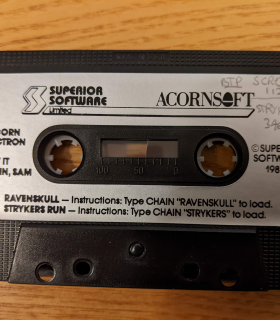 SUPERIOR
SOFTWARE
Limited
ACORNSOFT
ORN
CTRON
IT
N, SAM
100 50 0
©SUPE
SOFTW
198
RAVENSKULL — Instructions: Type CHAIN "RAVENSKULL" to load.
STRYKERS RUN — Instructions: Type CHAIN "STRYKERS" to load.